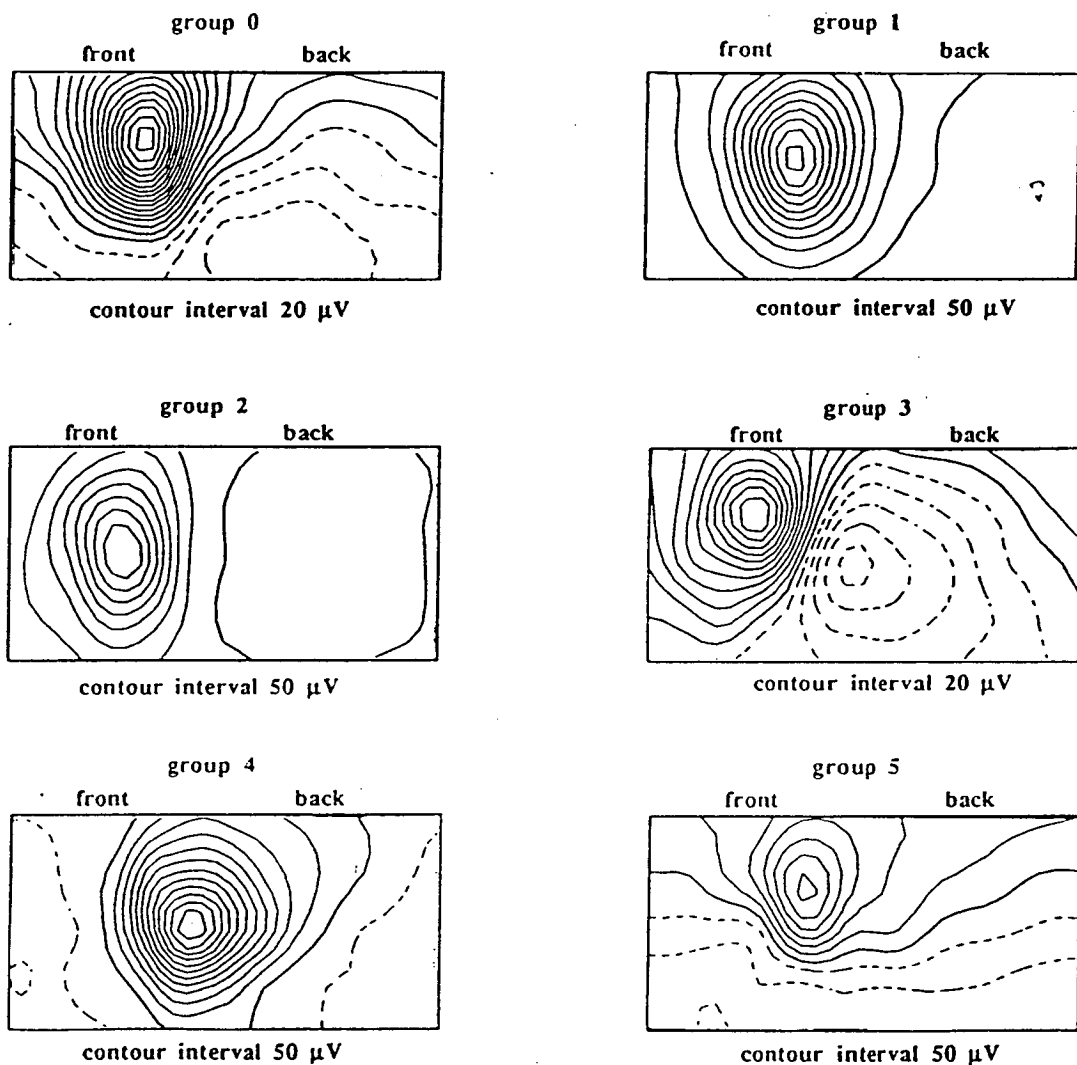 group 0
front back
contour interval 20 µV
group 1
front back
contour interval 50 µV
group 2
front back
contour interval 50 µV
group 3
front back
contour interval 20 µV
group 4
front back
contour interval 50 µV
group 5
front back
contour interval 50 µV